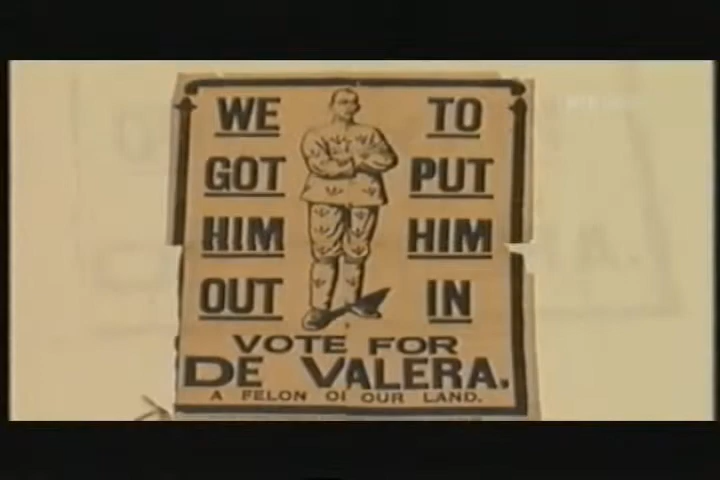 WE TO
GOT PUT
HIM HIM
OUT IN
VOTE FOR
DE VALERA.
A FELON OI OUR LAND.